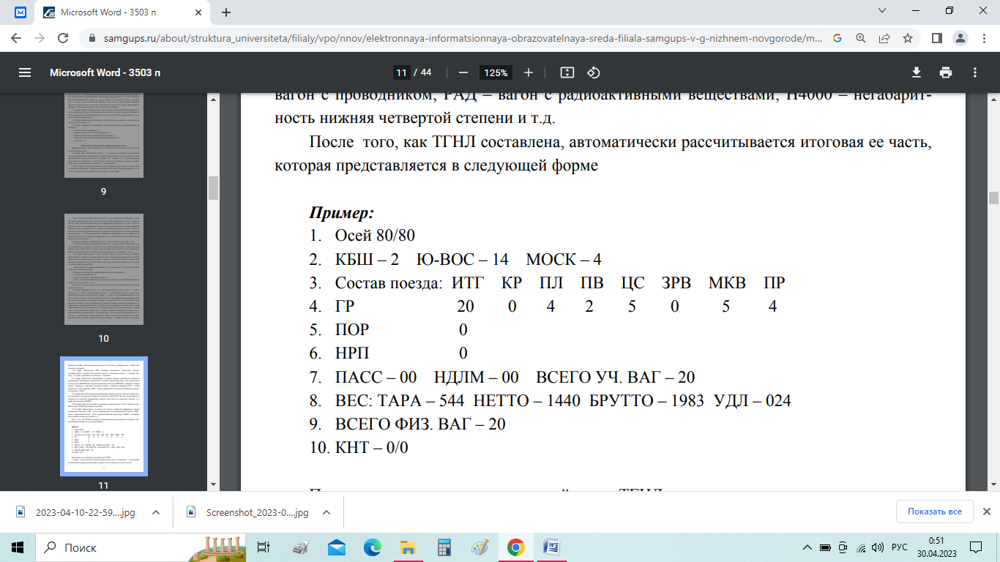 Microsoft Word - 3503 п
samgups.ru/about/struktura_universiteta/filialy/vpo/nnov/elektronnaya-informatsionnaya-obrazovatelnaya-sreda-filiala-samgups-v-g-nizhnem-novgorode/m...
Microsoft Word - 3503 п
11 / 44
125%
9
10
11
вагон с проводником, РАД – вагон с радиоактивными веществами, Н4000 – негабарит-
ность нижняя четвертой степени и т.д.
После того, как ТГНЛ составлена, автоматически рассчитывается итоговая ее часть,
которая представляется в следующей форме
Пример:
1. Осей 80/80
2. КБШ – 2 Ю-ВОС – 14 МОСК – 4
3. Состав поезда: ИТГ КР ПЛ ПВ ЦС ЗРВ МКВ ПР
4. ГР 20 0 4 2 5 0 5 4
5. ПОР 0
6. НРП 0
7. ПАСС – 00 НДЛМ – 00 ВСЕГО УЧ. ВАГ – 20
8. ВЕС: ТАРА – 544 НЕТТО – 1440 БРУТТО – 1983 УДЛ – 024
9. ВСЕГО ФИЗ. ВАГ – 20
10. КНТ – 0/0
2023-04-10-22-59....jpg
Screenshot_2023-0....jpg
Показать все
Поиск
РУС
0:51
30.04.2023